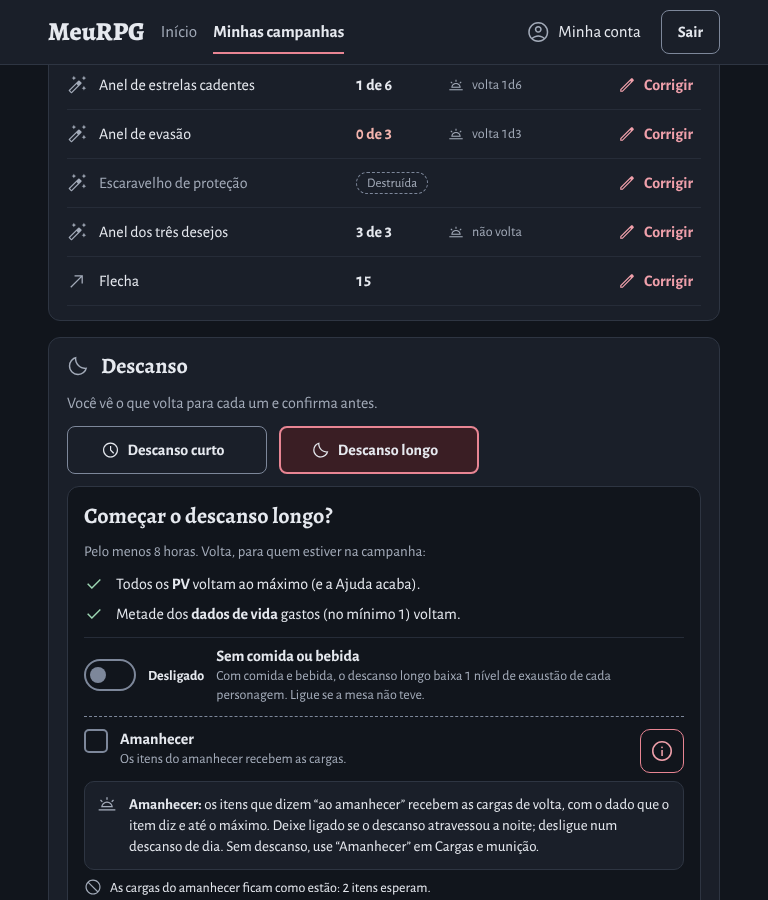 MeuRPG Início Minhas campanhas Minha conta Sair
Anel de estrelas cadentes 1 de 6 volta 1d6 Corrigir
Anel de evasão 0 de 3 volta 1d3 Corrigir
Escaravelho de proteção Destruída Corrigir
Anel dos três desejos 3 de 3 não volta Corrigir
Flecha 15 Corrigir
Descanso
Você vê o que volta para cada um e confirma antes.
Descanso curto Descanso longo
Começar o descanso longo?
Pelo menos 8 horas. Volta, para quem estiver na campanha:
Todos os PV voltam ao máximo (e a Ajuda acaba).
Metade dos dados de vida gastos (no mínimo 1) voltam.
Desligado
Sem comida ou bebida
Com comida e bebida, o descanso longo baixa 1 nível de exaustão de cada
personagem. Ligue se a mesa não teve.
Amanhecer
Os itens do amanhecer recebem as cargas.
Amanhecer: os itens que dizem “ao amanhecer” recebem as cargas de volta, com o dado que o
item diz e até o máximo. Deixe ligado se o descanso atravessou a noite; desligue num
descanso de dia. Sem descanso, use “Amanhecer” em Cargas e munição.
As cargas do amanhecer ficam como estão: 2 itens esperam.